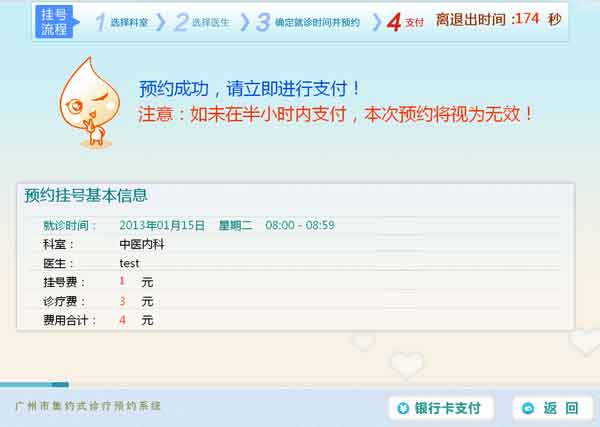 挂号流程 1 选择科室 2 选择医生 3 确定就诊时间并预约 4 支付 离退出时间：174 秒
预约成功，请立即进行支付！
注意：如未在半小时内支付，本次预约将视为无效！
预约挂号基本信息
就诊时间： 2013年01月15日 星期二 08:00 - 08:59
科室： 中医内科
医生： test
挂号费： 1 元
诊疗费： 3 元
费用合计： 4 元
广州市集约式诊疗预约系统 银行卡支付 返 回